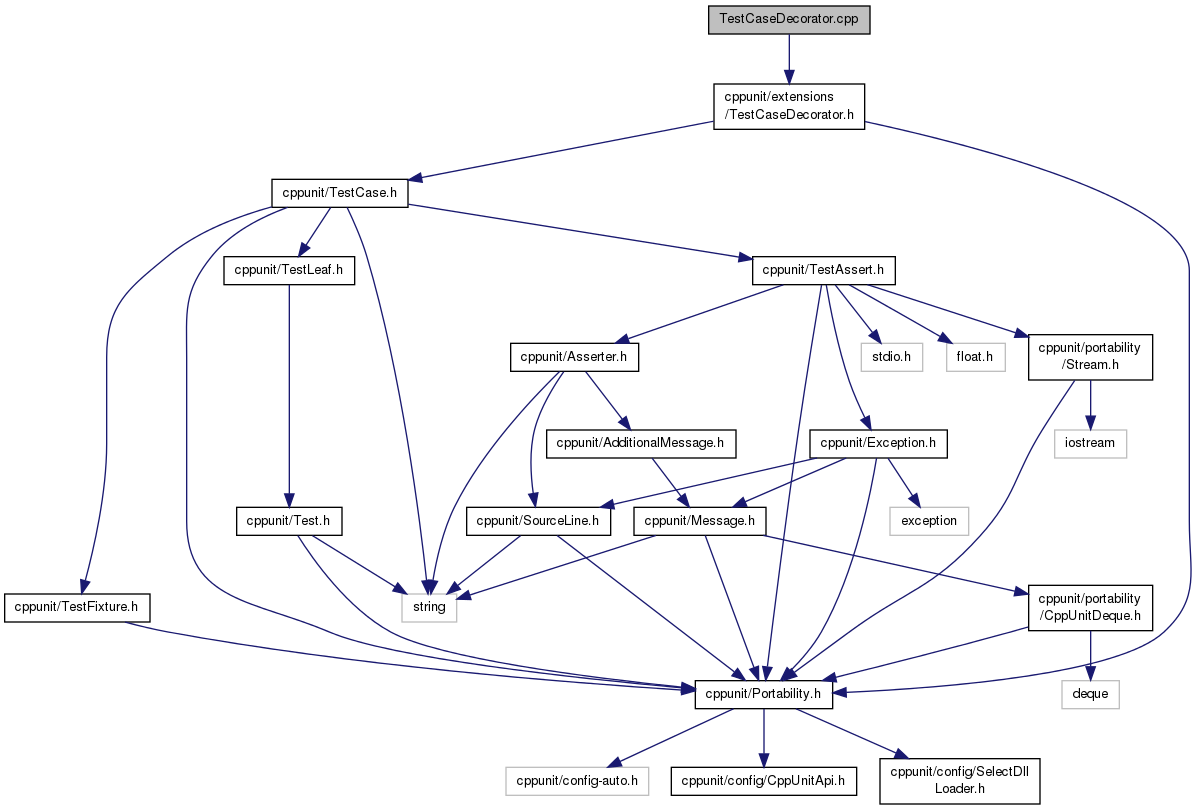 TestCaseDecorator.cpp
cppunit/extensions
/TestCaseDecorator.h
cppunit/TestCase.h
cppunit/TestLeaf.h
cppunit/TestAssert.h
cppunit/Asserter.h
stdio.h
float.h
cppunit/portability
/Stream.h
cppunit/AdditionalMessage.h
cppunit/Exception.h
iostream
cppunit/Test.h
cppunit/SourceLine.h
cppunit/Message.h
exception
cppunit/TestFixture.h
string
cppunit/portability
/CppUnitDeque.h
cppunit/Portability.h
deque
cppunit/config-auto.h
cppunit/config/CppUnitApi.h
cppunit/config/SelectDll
Loader.h